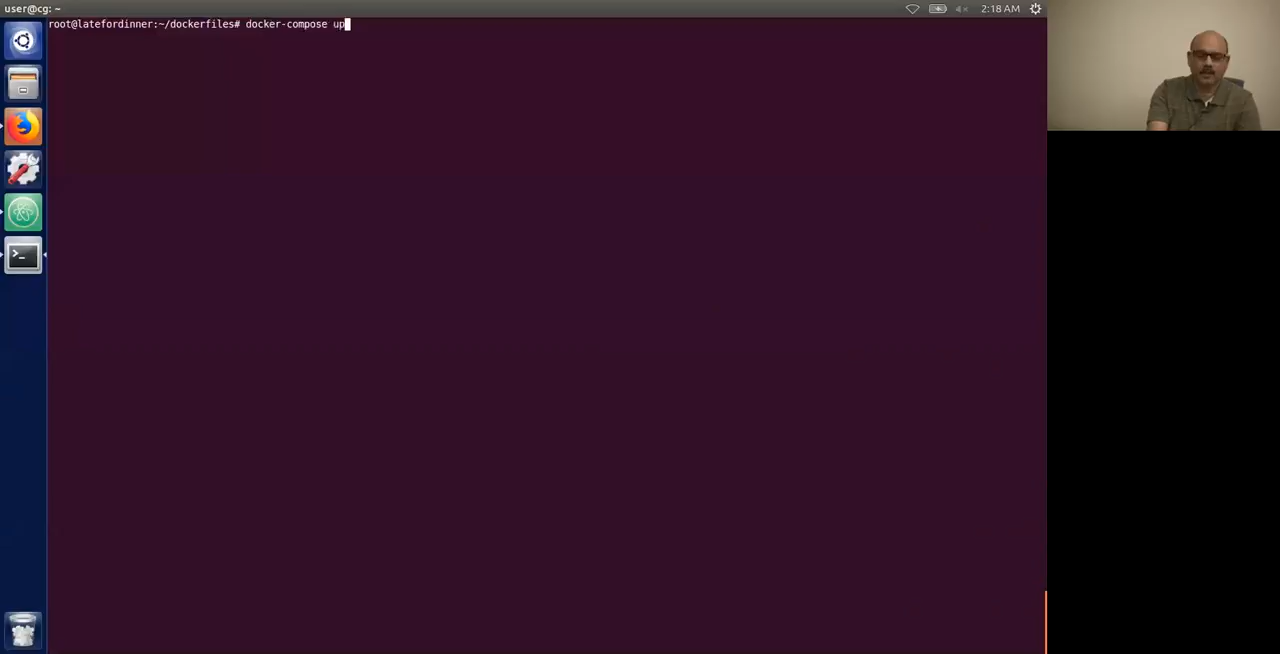 user@cg: ~
2:18 AM
root@latefordinner:~/dockerfiles# docker-compose up